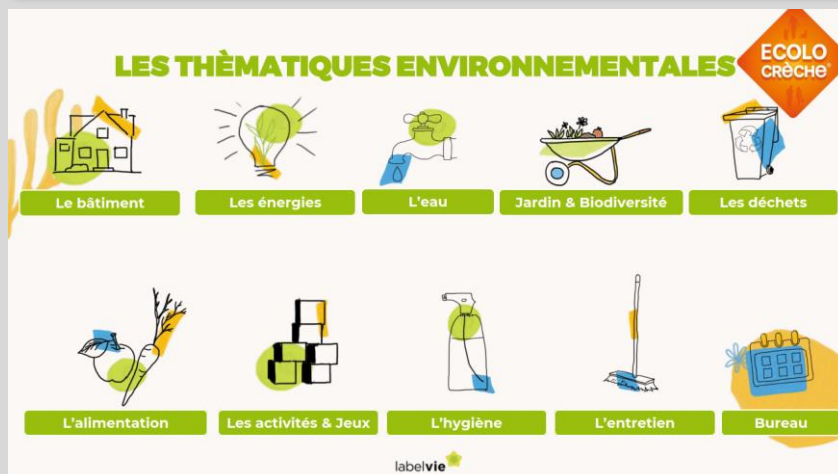 LES THÈMATIQUES ENVIRONNEMENTALES
ECOLO
CRÈCHE®
Le bâtiment
Les énergies
L'eau
Jardin & Biodiversité
Les déchets
L'alimentation
Les activités & Jeux
L'hygiène
L'entretien
Bureau
labelvie